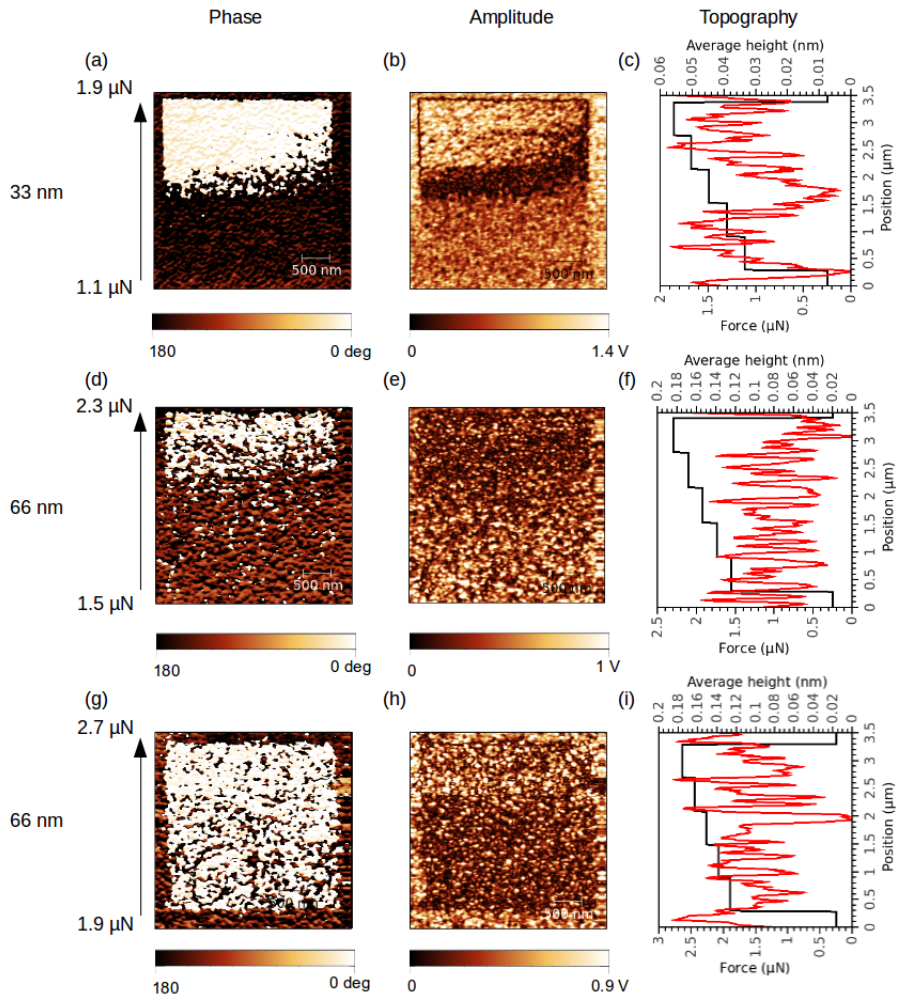 Phase Amplitude Topography
(a) (b) (c)
1.9 µN
33 nm
1.1 µN
500 nm
500 nm
180 0 deg
0 1.4 V
Average height (nm)
0.06 0.05 0.04 0.03 0.02 0.01 0
0 0.5 1 1.5 2 2.5 3 3.5
Position (µm)
2 1.5 1 0.5 0
Force (µN)
(d) (e) (f)
2.3 µN
66 nm
1.5 µN
500 nm
500 nm
180 0 deg
0 1 V
Average height (nm)
0.2 0.18 0.16 0.14 0.12 0.1 0.08 0.06 0.04 0.02 0
0 0.5 1 1.5 2 2.5 3 3.5
Position (µm)
2.5 2 1.5 1 0.5 0
Force (µN)
(g) (h) (i)
2.7 µN
66 nm
1.9 µN
500 nm
500 nm
180 0 deg
0 0.9 V
Average height (nm)
0.2 0.18 0.16 0.14 0.12 0.1 0.08 0.06 0.04 0.02 0
0 0.5 1 1.5 2 2.5 3 3.5
Position (µm)
3 2.5 2 1.5 1 0.5 0
Force (µN)